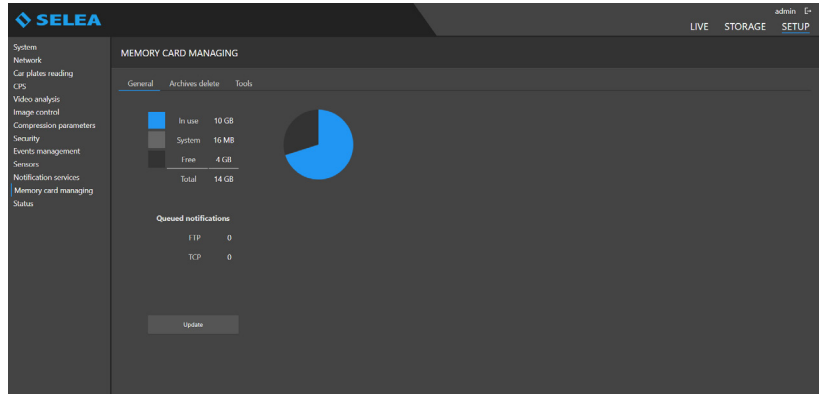 SELEA
admin
LIVE STORAGE SETUP
System
Network
Car plates reading
CPS
Video analysis
Image control
Compression parameters
Security
Events management
Sensors
Notification services
Memory card managing
Status
MEMORY CARD MANAGING
General Archives delete Tools
In use 10 GB
System 16 MB
Free 4 GB
Total 14 GB
Queued notifications
FTP 0
TCP 0
Update